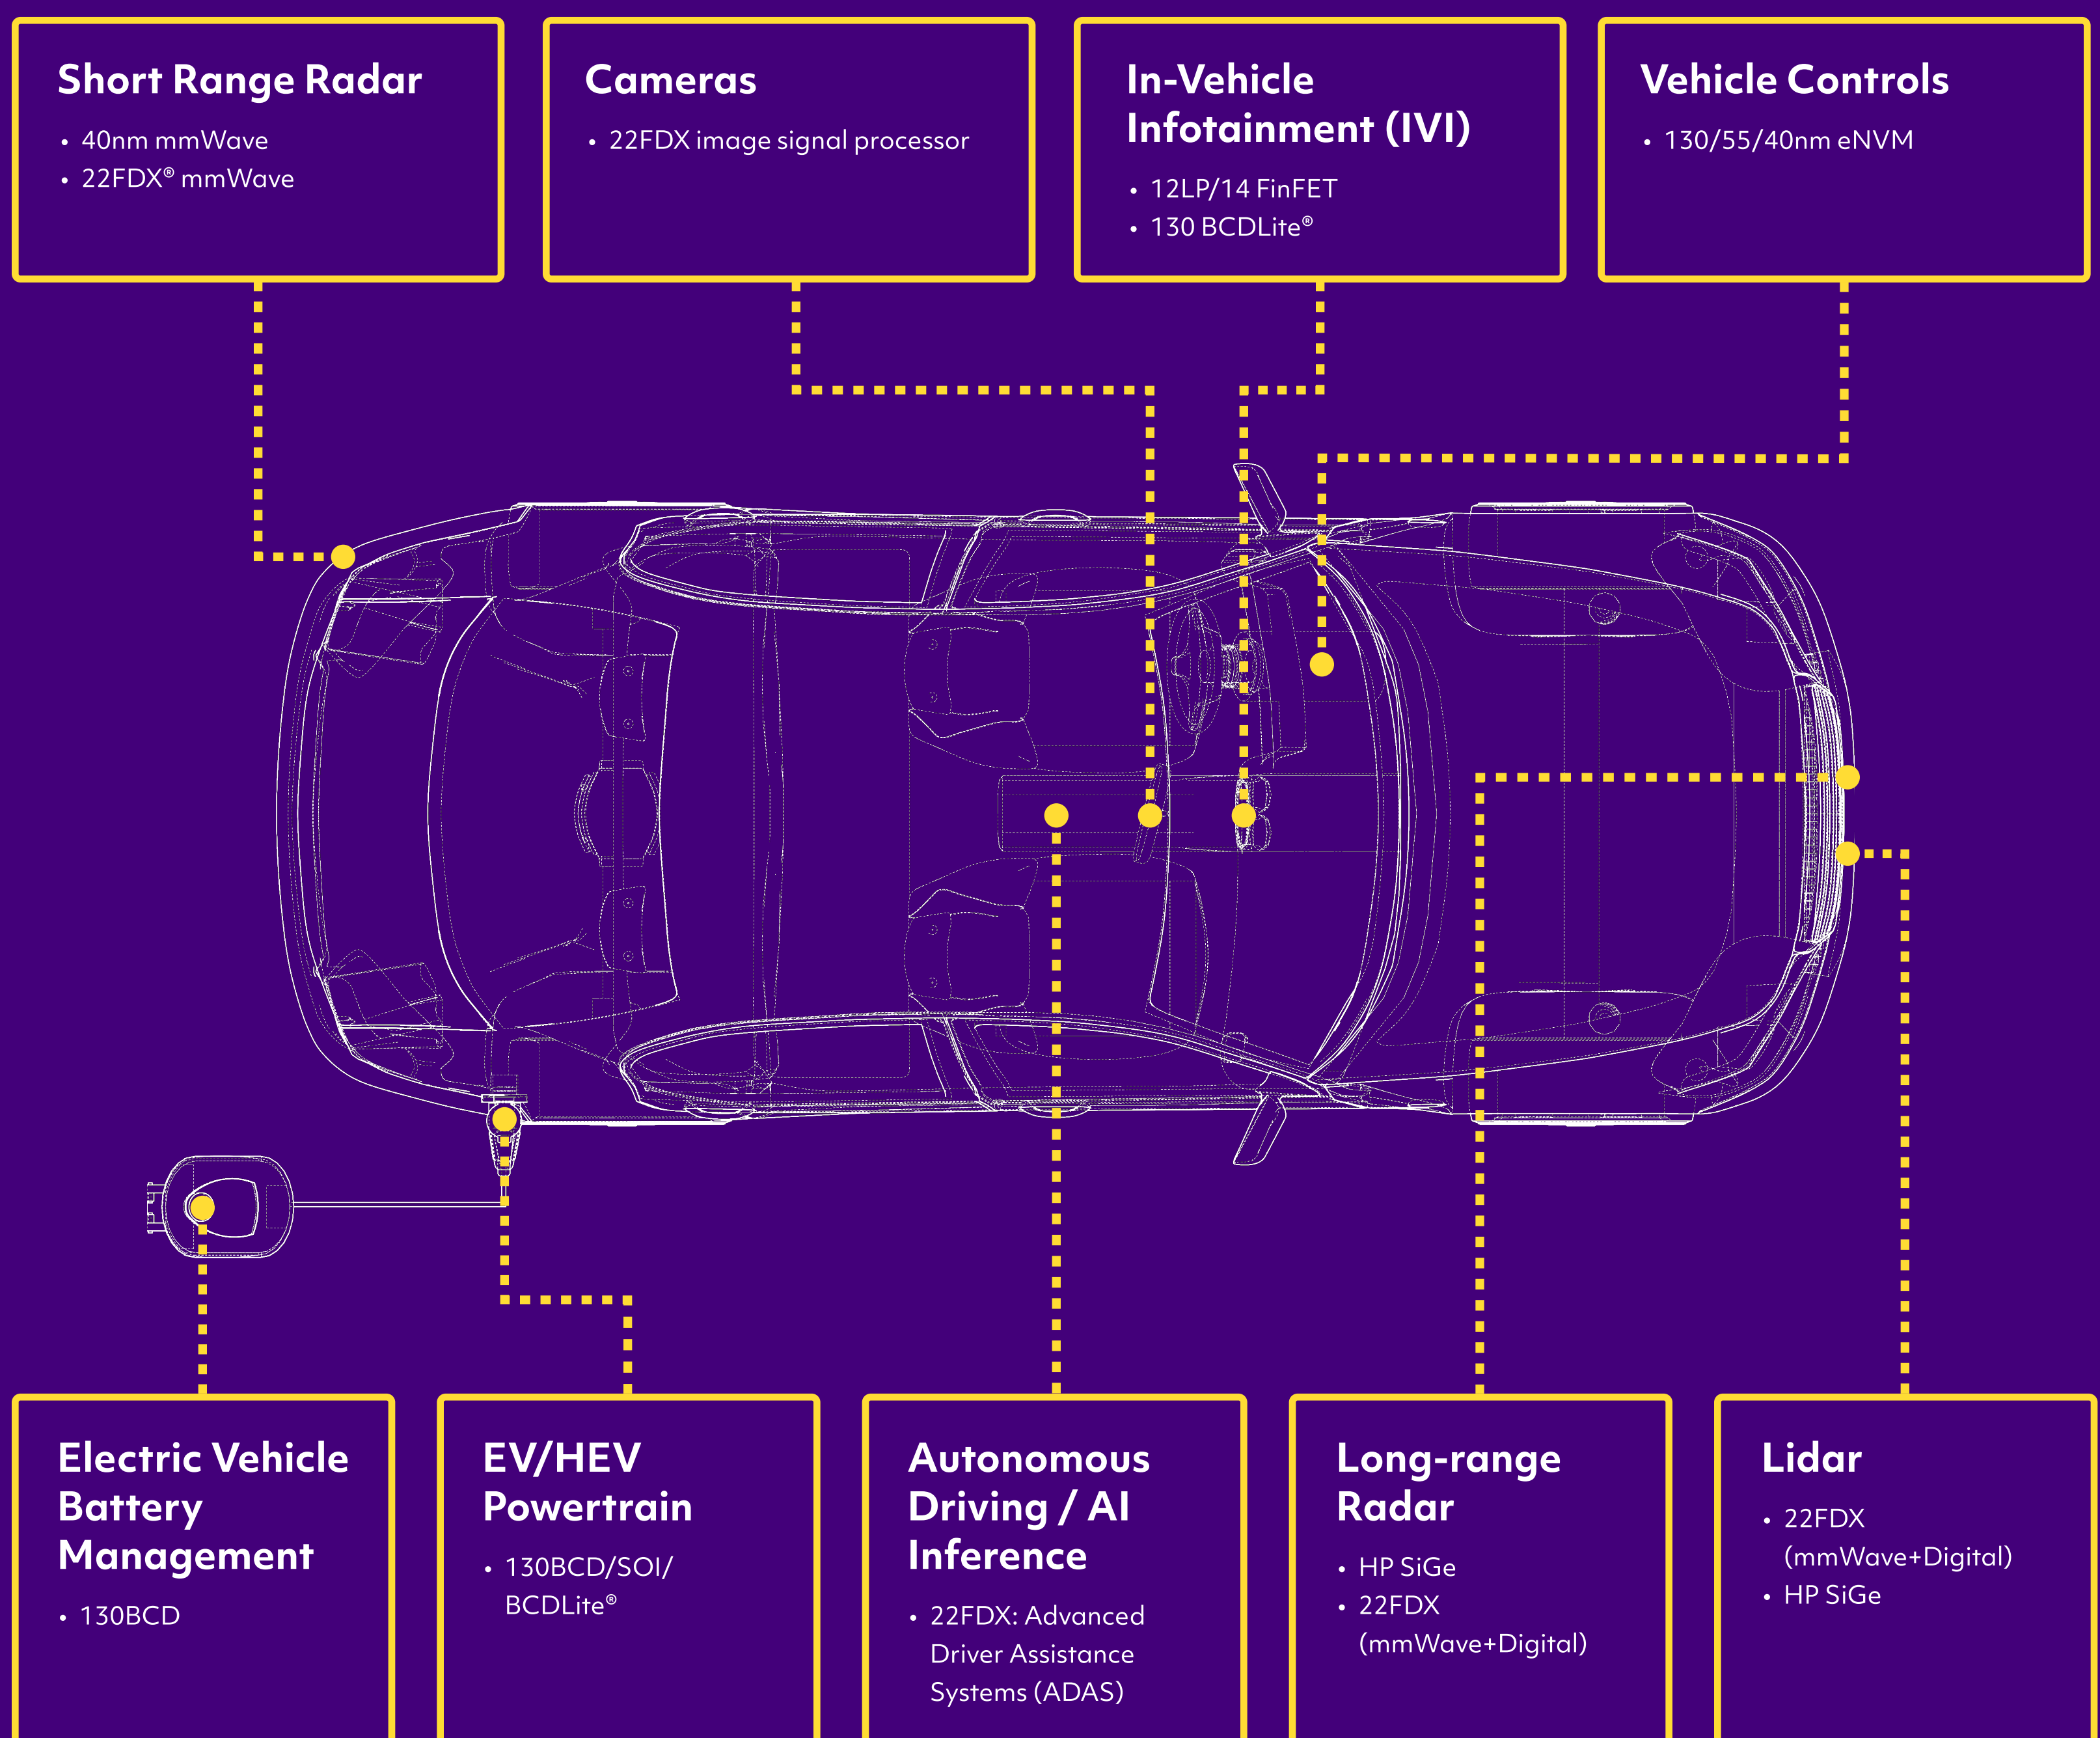 Short Range Radar
• 40nm mmWave
• 22FDX® mmWave
Cameras
• 22FDX image signal processor
In-Vehicle
Infotainment (IVI)
• 12LP/14 FinFET
• 130 BCDLite®
Vehicle Controls
• 130/55/40nm eNVM
Electric Vehicle
Battery
Management
• 130BCD
EV/HEV
Powertrain
• 130BCD/SOI/
BCDLite®
Autonomous
Driving / AI
Inference
• 22FDX: Advanced
Driver Assistance
Systems (ADAS)
Long-range
Radar
• HP SiGe
• 22FDX
(mmWave+Digital)
Lidar
• 22FDX
(mmWave+Digital)
• HP SiGe